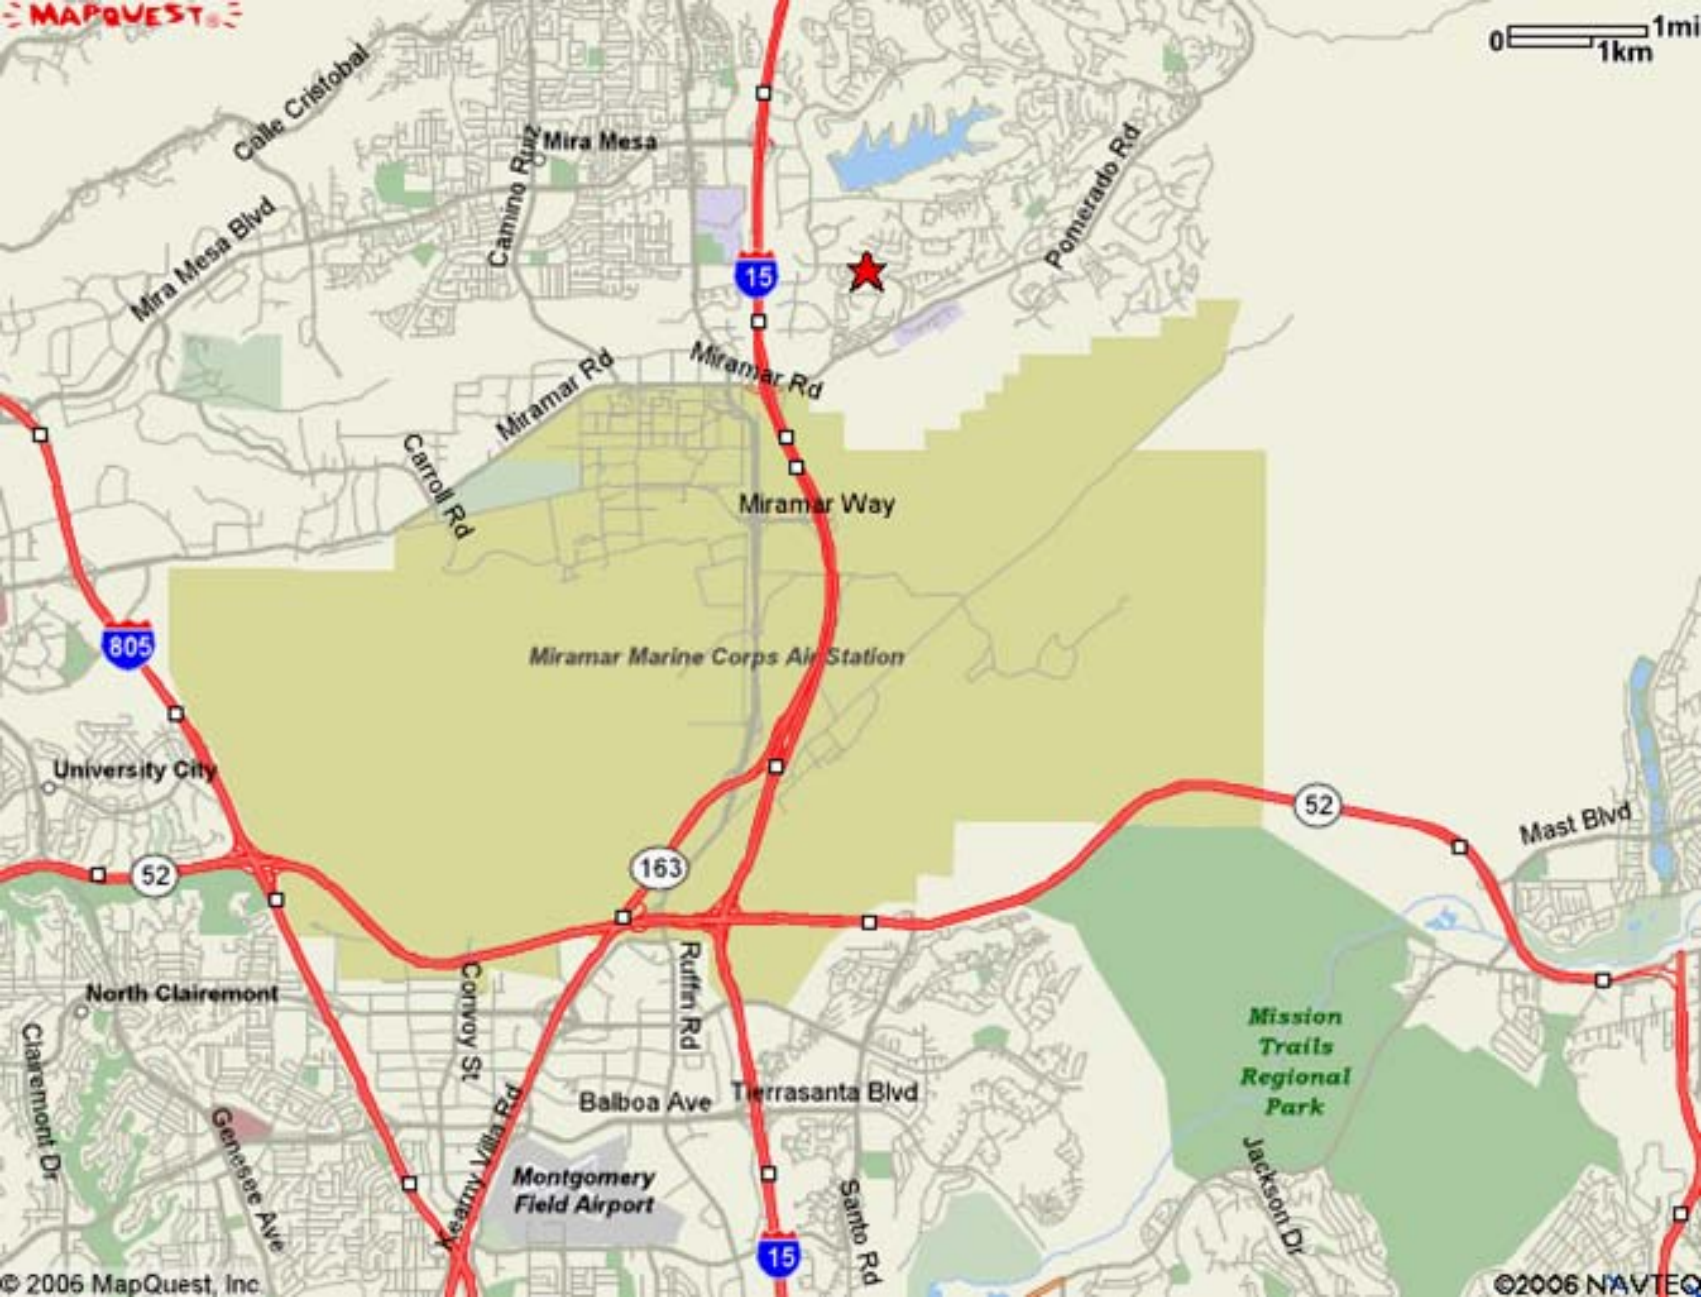 MAPQUEST®
0 1mi
1km
Calle Cristobal
Mira Mesa
Camino Ruiz
Pomerado Rd
Mira Mesa Blvd
15
Miramar Rd
Miramar Rd
Carroll Rd
Miramar Way
805
Miramar Marine Corps Air Station
University City
52
Mast Blvd
163
52
North Clairemont
Convoy St
Ruffin Rd
Mission
Trails
Regional
Park
Clairemont Dr
Balboa Ave
Tierrasanta Blvd
Genesee Ave
Kearny Villa Rd
Montgomery
Field Airport
Jackson Dr
Santo Rd
15
© 2006 MapQuest, Inc
©2006 NAVTEQ